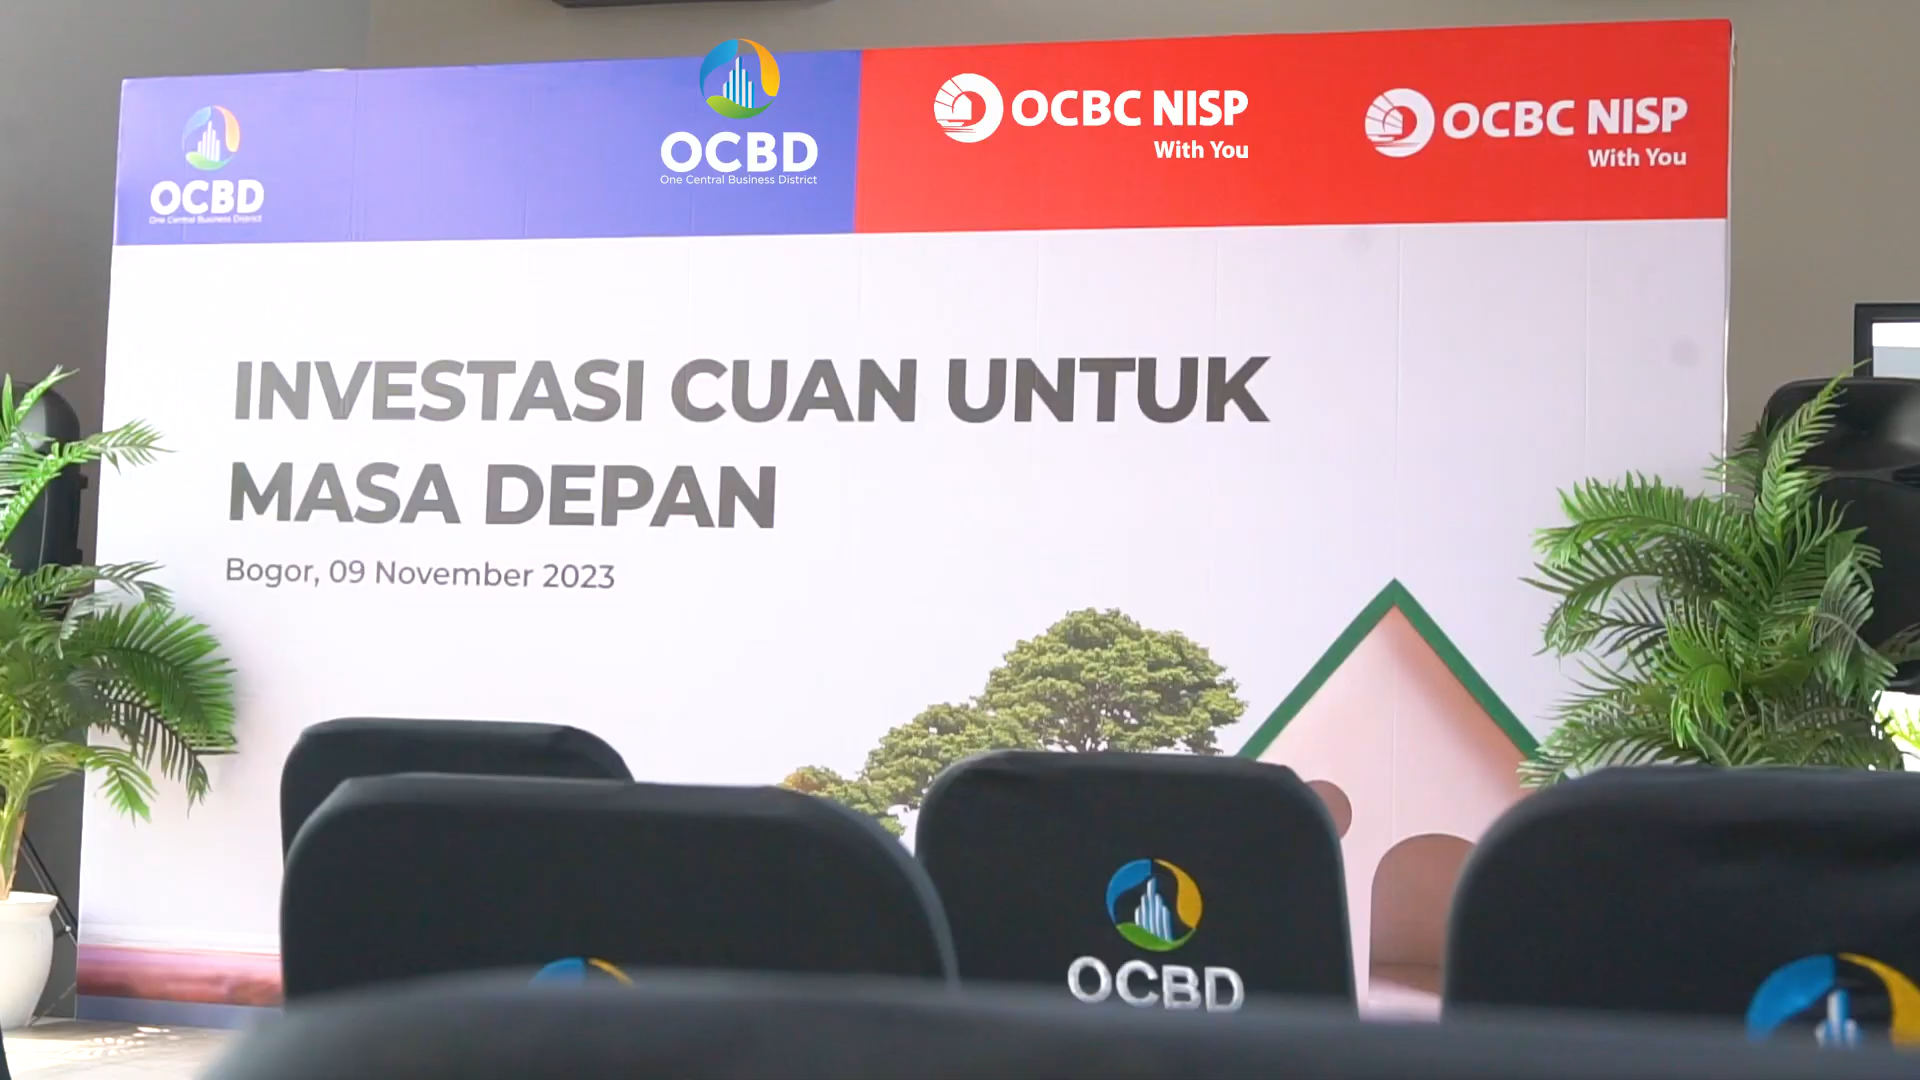 OCBD
One Central Business District
OCBD
One Central Business District
OCBC NISP
With You
OCBC NISP
With You
INVESTASI CUAN UNTUK
MASA DEPAN
Bogor, 09 November 2023
OCBD